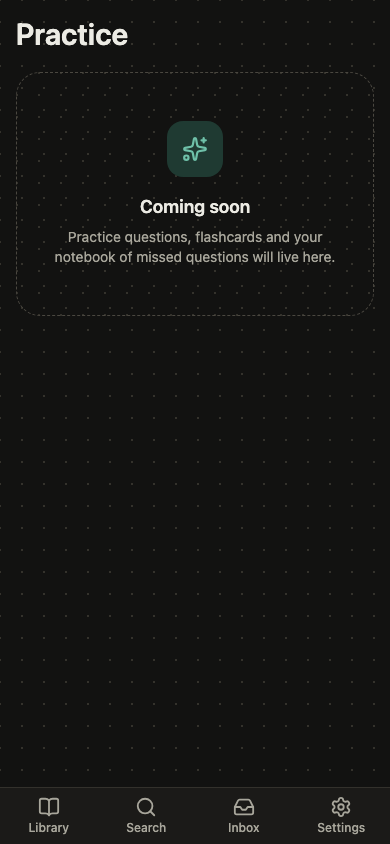 Practice
Coming soon
Practice questions, flashcards and your
notebook of missed questions will live here.
Library
Search
Inbox
Settings